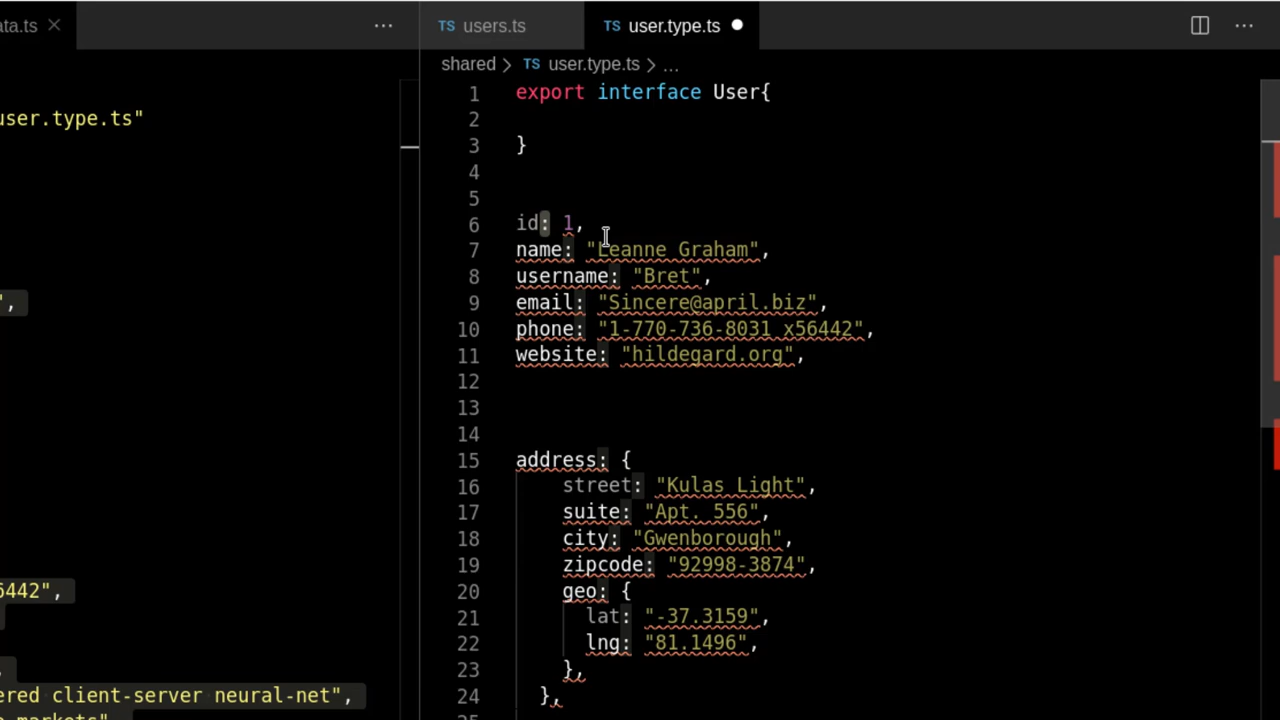 ata.ts
TS users.ts
TS user.type.ts
shared > TS user.type.ts > ...
user.type.ts"
",
6442",
ered client-server neural-net",
1 export interface User{
2
3 }
4
5
6 id: 1,
7 name: "Leanne Graham",
8 username: "Bret",
9 email: "Sincere@april.biz",
10 phone: "1-770-736-8031 x56442",
11 website: "hildegard.org",
12
13
14
15 address: {
16 street: "Kulas Light",
17 suite: "Apt. 556",
18 city: "Gwenborough",
19 zipcode: "92998-3874",
20 geo: {
21 lat: "-37.3159",
22 lng: "81.1496",
23 },
24 },